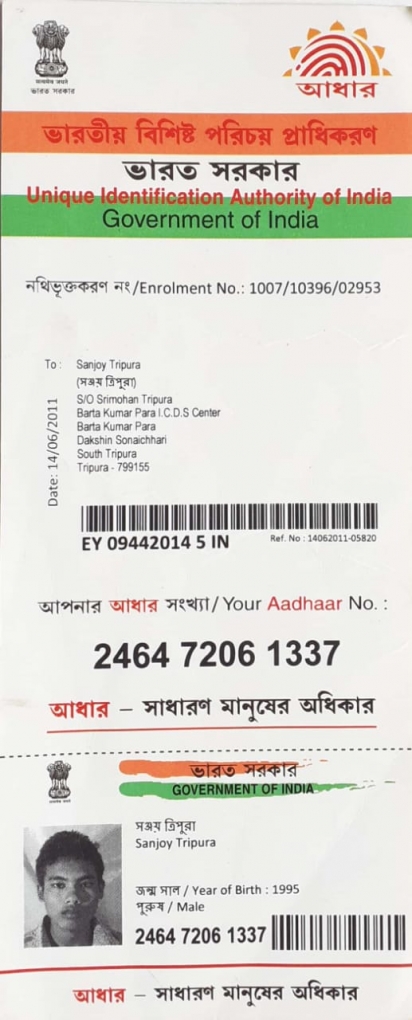 सत्यमेव जयते
ভারত সরকার
আধার
ভারতীয় বিশিষ্ট পরিচয় প্রাধিকরণ
ভারত সরকার
Unique Identification Authority of India
Government of India
নথিভূক্তকরণ নং/Enrolment No.: 1007/10396/02953
To : Sanjoy Tripura
(সঞ্জয় ত্রিপুরা)
S/O Srimohan Tripura
Barta Kumar Para I.C.D.S Center
Barta Kumar Para
Dakshin Sonaichhari
South Tripura
Tripura - 799155
Date: 14/06/2011
EY 09442014 5 IN
Ref. No : 14062011-05820
আপনার আধার সংখ্যা/ Your Aadhaar No. :
2464 7206 1337
আধার – সাধারণ মানুষের অধিকার
ভারত সরকার
GOVERNMENT OF INDIA
সঞ্জয় ত্রিপুরা
Sanjoy Tripura
জন্ম সাল / Year of Birth : 1995
পুরুষ / Male
2464 7206 1337
আধার – সাধারণ মানুষের অধিকার